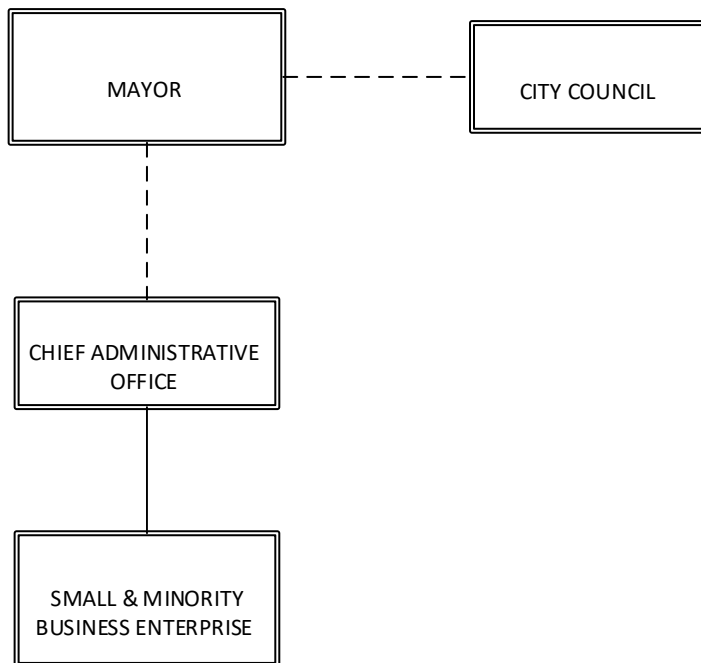 MAYOR
CITY COUNCIL
CHIEF ADMINISTRATIVE
OFFICE
SMALL & MINORITY
BUSINESS ENTERPRISE